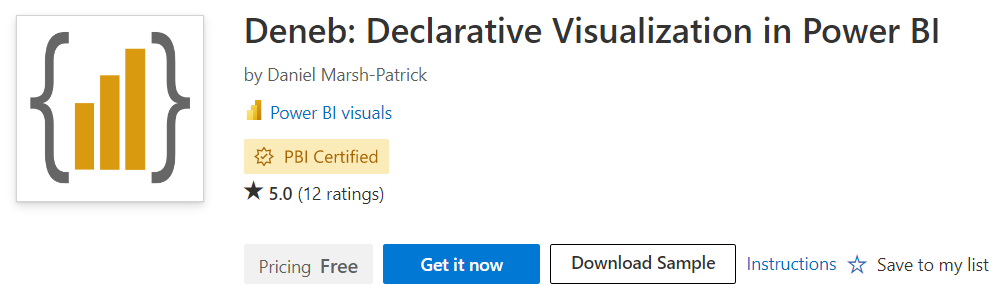 Deneb: Declarative Visualization in Power BI
by Daniel Marsh-Patrick
Power BI visuals
PBI Certified
★ 5.0 (12 ratings)
Pricing Free Get it now Download Sample Instructions ☆ Save to my list